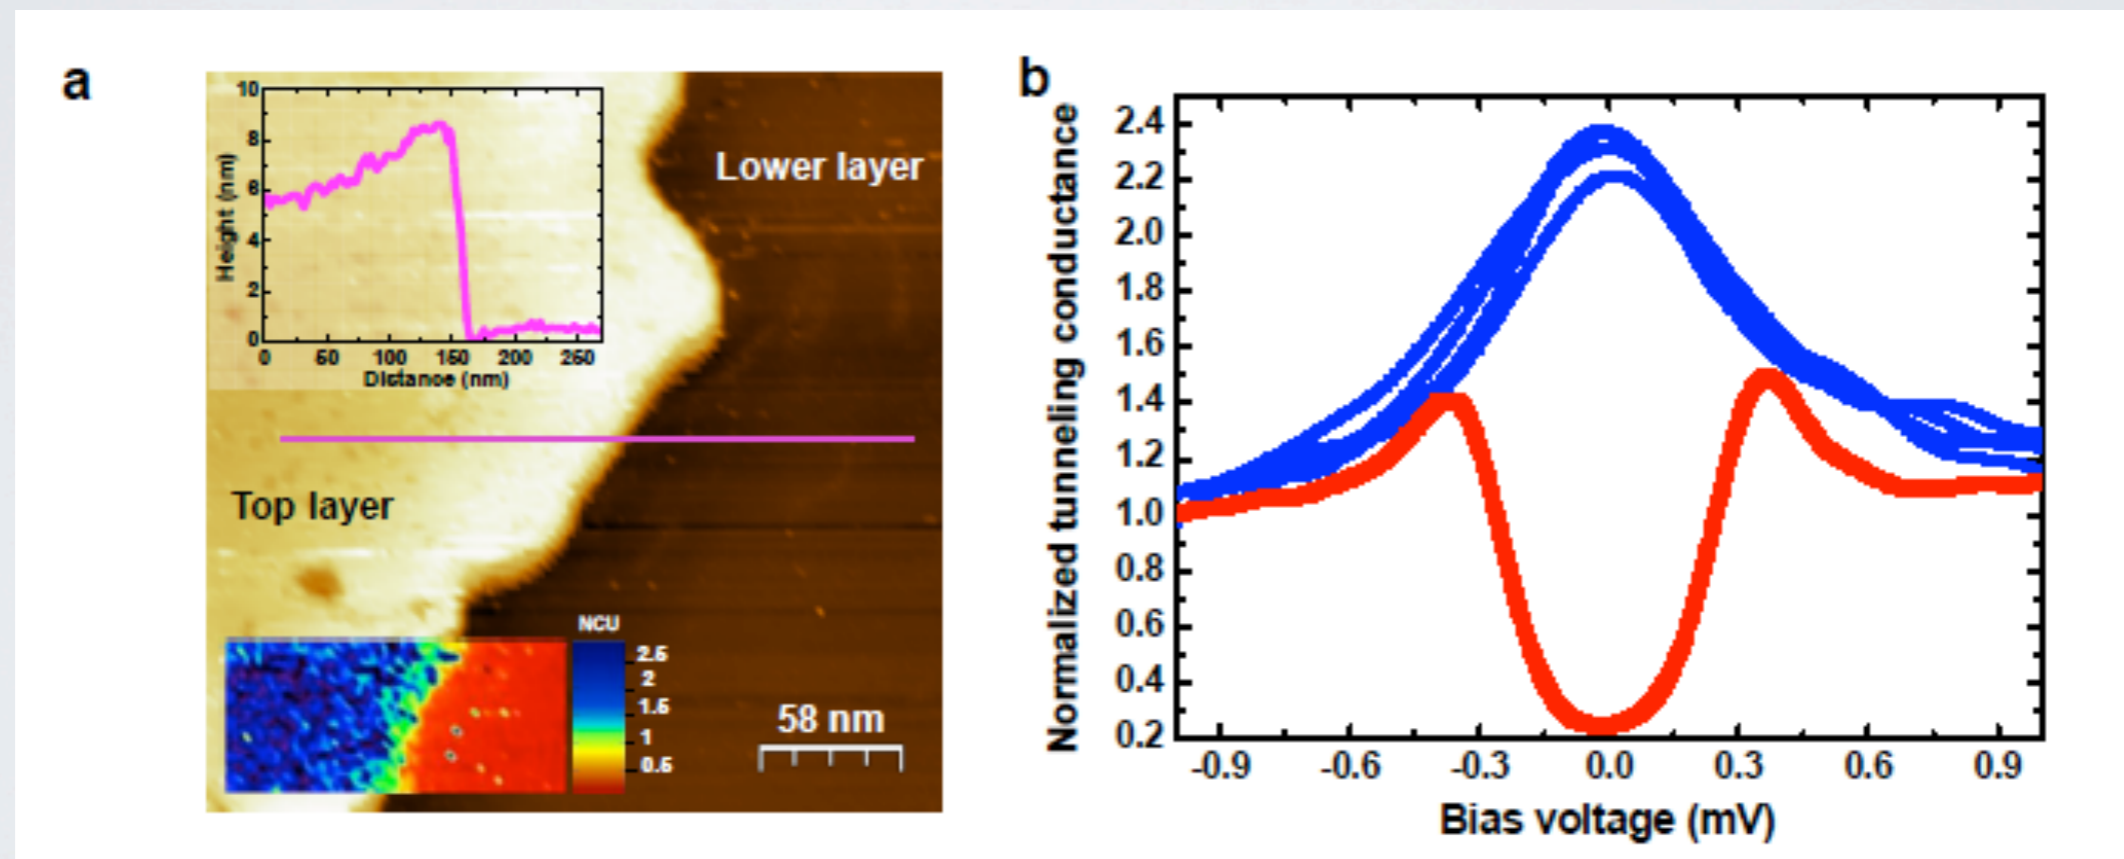 a
10
8
6
4
2
0
Height (nm)
0 50 100 150 200 250
Distance (nm)
Lower layer
Top layer
NCU
2.5
2
1.5
1
0.5
58 nm
b
Normalized tunneling conductance
2.4
2.2
2.0
1.8
1.6
1.4
1.2
1.0
0.8
0.6
0.4
0.2
-0.9 -0.6 -0.3 0.0 0.3 0.6 0.9
Bias voltage (mV)